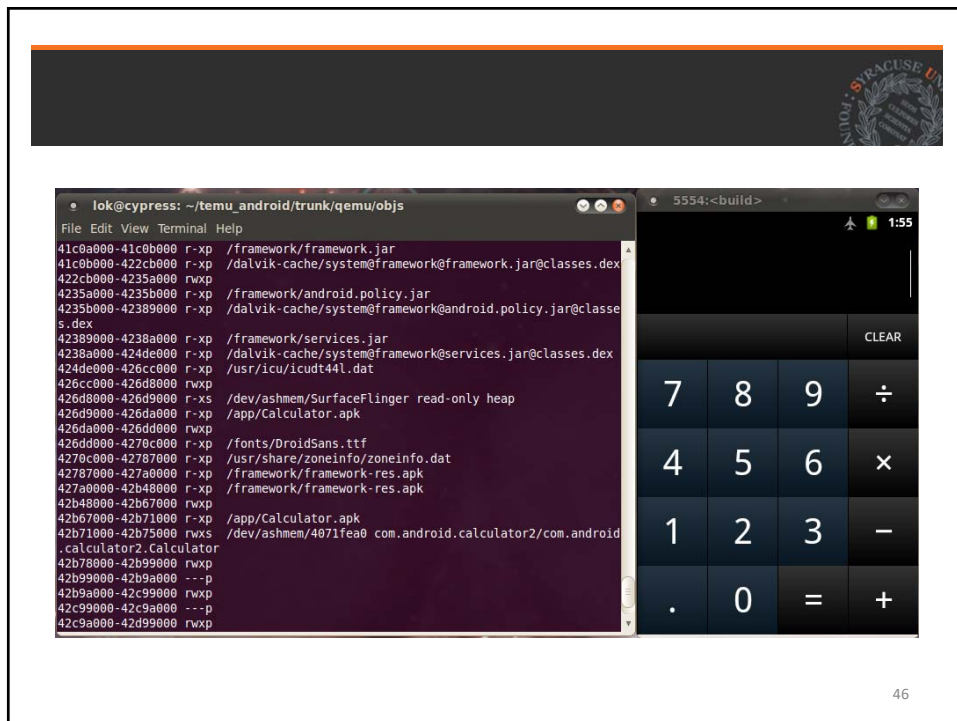 SYRACUSE UN
FOUN
lok@cypress: ~/temu_android/trunk/qemu/objs
File Edit View Terminal Help
41c0a000-41c0b000 r-xp /framework/framework.jar
41c0b000-422cb000 r-xp /dalvik-cache/system@framework@framework.jar@classes.dex
422cb000-4235a000 rwxp
4235a000-4235b000 r-xp /framework/android.policy.jar
4235b000-42389000 r-xp /dalvik-cache/system@framework@android.policy.jar@classe
s.dex
42389000-4238a000 r-xp /framework/services.jar
4238a000-424de000 r-xp /dalvik-cache/system@framework@services.jar@classes.dex
424de000-426cc000 r-xp /usr/icu/icudt44l.dat
426cc000-426d8000 rwxp
426d8000-426d9000 r-xs /dev/ashmem/SurfaceFlinger read-only heap
426d9000-426da000 r-xp /app/Calculator.apk
426da000-426dd000 rwxp
426dd000-4270c000 r-xp /fonts/DroidSans.ttf
4270c000-42787000 r-xp /usr/share/zoneinfo/zoneinfo.dat
42787000-427a0000 r-xp /framework/framework-res.apk
427a0000-42b48000 r-xp /framework/framework-res.apk
42b48000-42b67000 rwxp
42b67000-42b71000 r-xp /app/Calculator.apk
42b71000-42b75000 rwxs /dev/ashmem/4071fea0 com.android.calculator2/com.android
.calculator2.Calculator
42b78000-42b99000 rwxp
42b99000-42b9a000 ---p
42b9a000-42c99000 rwxp
42c99000-42c9a000 ---p
42c9a000-42d99000 rwxp
5554:<build>
1:55
CLEAR
7 8 9 ÷
4 5 6 ×
1 2 3 −
. 0 = +
46